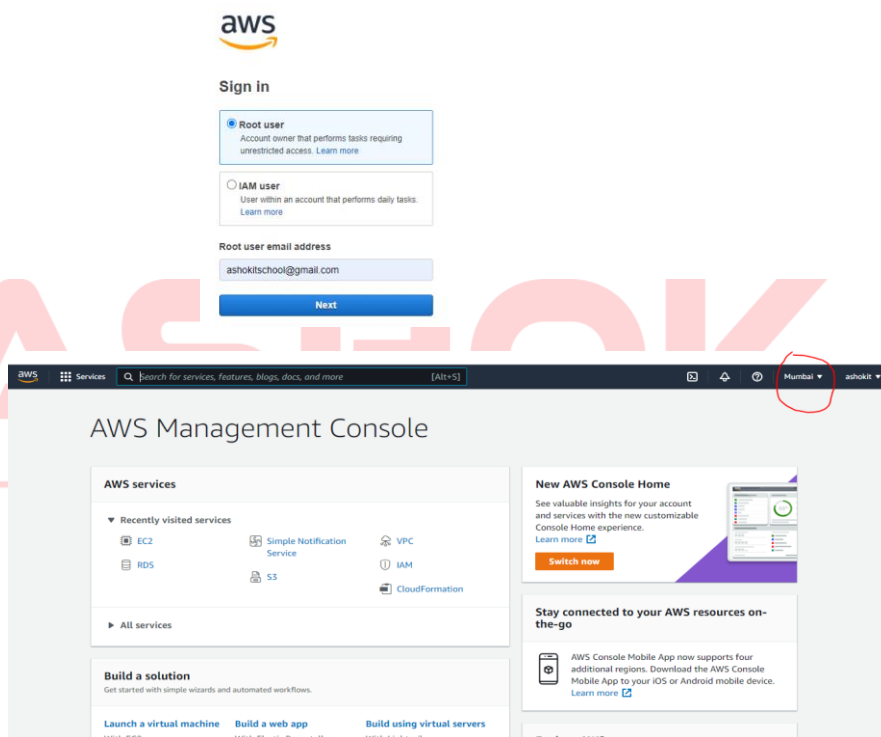 aws
Sign in
Root user
Account owner that performs tasks requiring
unrestricted access. Learn more
IAM user
User within an account that performs daily tasks.
Learn more
Root user email address
ashokitschool@gmail.com
Next
aws Services Search for services, features, blogs, docs, and more [Alt+S] Mumbai ▼ ashokit ▼
AWS Management Console
AWS services
▼ Recently visited services
EC2
RDS
Simple Notification
Service
S3
VPC
IAM
CloudFormation
▶ All services
Build a solution
Get started with simple wizards and automated workflows.
Launch a virtual machine
Build a web app
Build using virtual servers
New AWS Console Home
See valuable insights for your account
and services with the new customizable
Console Home experience.
Learn more
Switch now
Stay connected to your AWS resources on-
the-go
AWS Console Mobile App now supports four
additional regions. Download the AWS Console
Mobile App to your iOS or Android mobile device.
Learn more